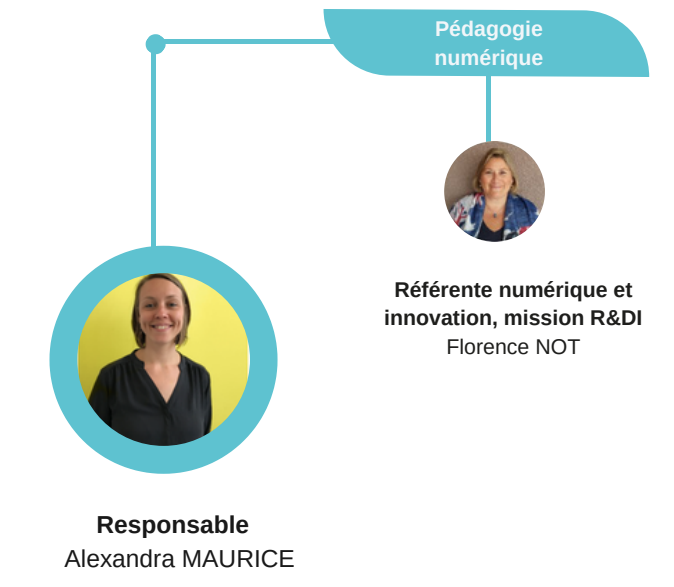 Pédagogie
numérique
Référente numérique et
innovation, mission R&DI
Florence NOT
Responsable
Alexandra MAURICE